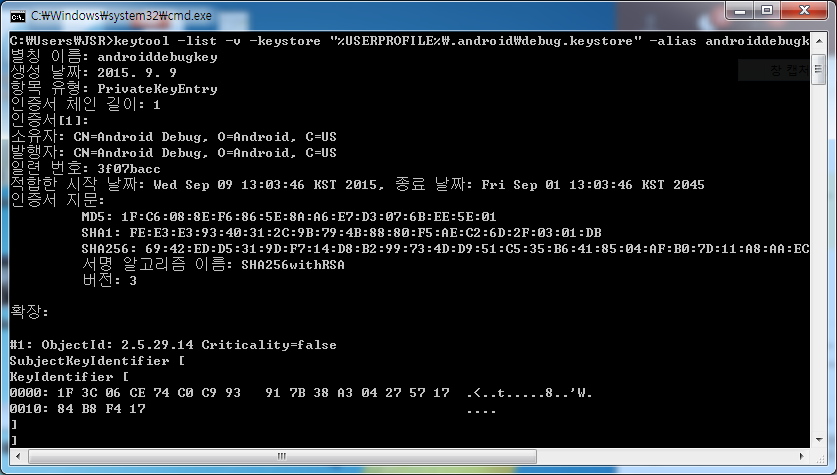 C:\Windows\system32\cmd.exe
C:\Users\JSR>keytool -list -v -keystore "%USERPROFILE%\.android\debug.keystore" -alias androiddebugk
별칭 이름: androiddebugkey
생성 날짜: 2015. 9. 9
항목 유형: PrivateKeyEntry
인증서 체인 길이: 1
인증서[1]:
소유자: CN=Android Debug, O=Android, C=US
발행자: CN=Android Debug, O=Android, C=US
일련 번호: 3f07bacc
적합한 시작 날짜: Wed Sep 09 13:03:46 KST 2015, 종료 날짜: Fri Sep 01 13:03:46 KST 2045
인증서 지문:
MD5: 1F:C6:08:8E:F6:86:5E:8A:A6:E7:D3:07:6B:EE:5E:01
SHA1: FE:E3:E3:93:40:31:2C:9B:79:4B:88:80:F5:AE:C2:6D:2F:03:01:DB
SHA256: 69:42:ED:D5:31:9D:F7:14:D8:B2:99:73:4D:D9:51:C5:35:B6:41:85:04:AF:B0:7D:11:A8:AA:EC
서명 알고리즘 이름: SHA256withRSA
버전: 3
확장:
#1: ObjectId: 2.5.29.14 Criticality=false
SubjectKeyIdentifier [
KeyIdentifier [
0000: 1F 3C 06 CE 74 C0 C9 93   91 7B 38 A3 04 27 57 17  .<..t.....8..'W.
0010: 84 B8 F4 17                                        ....
]
]